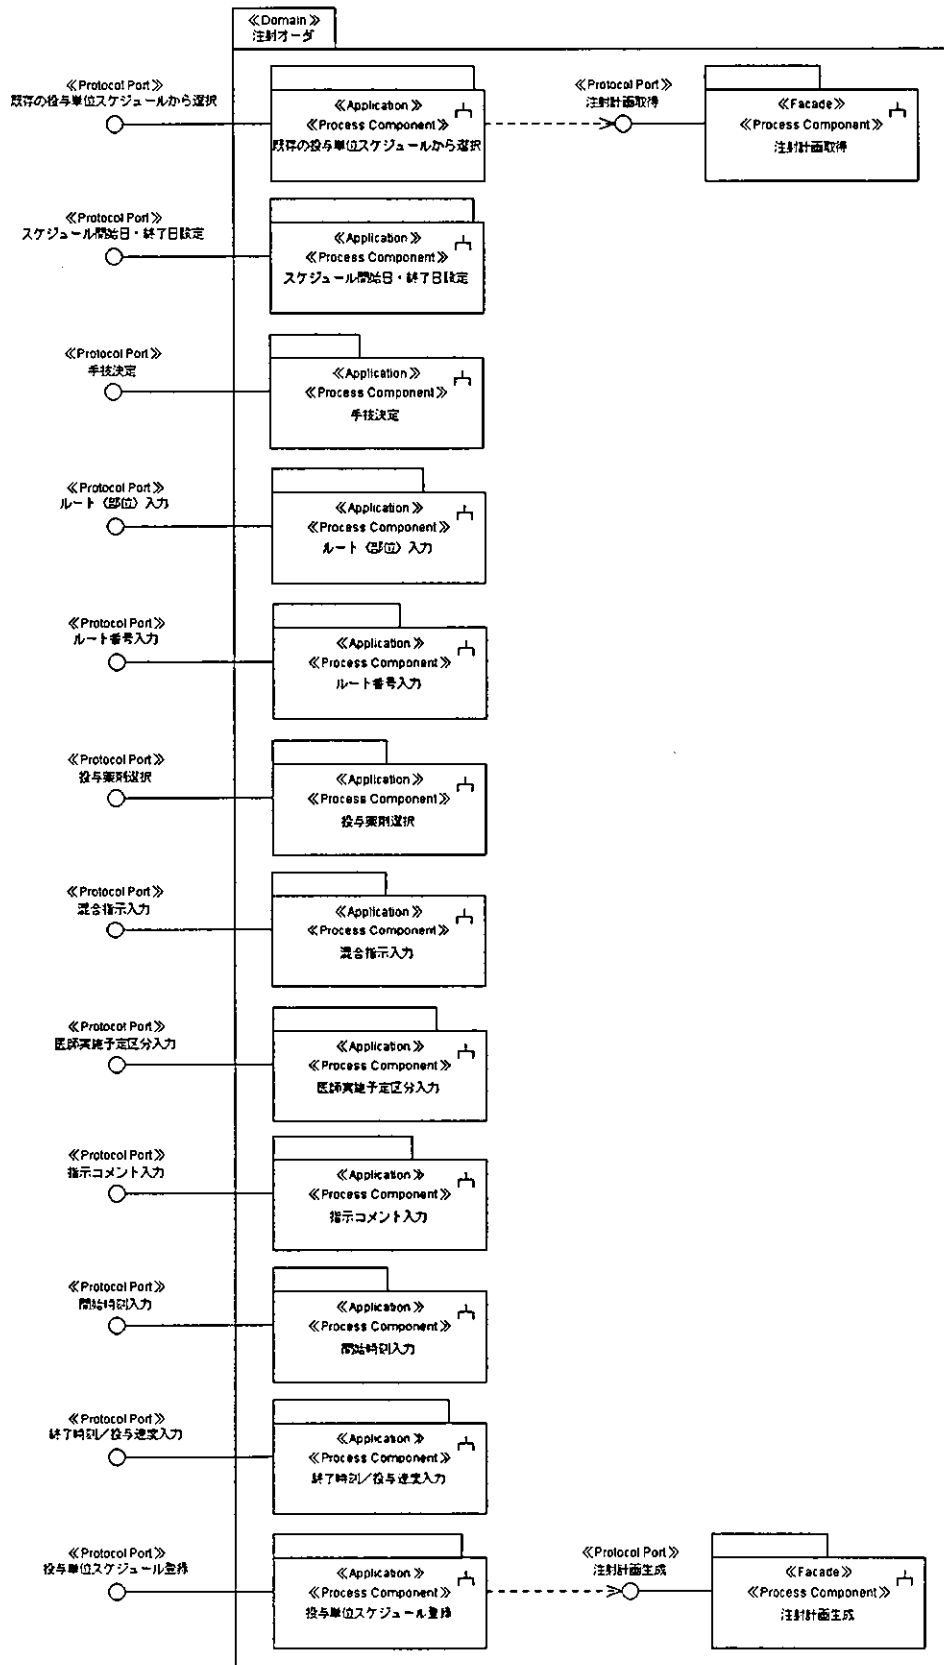 ≪Domain≫
注射オーダ
≪Protocol Port≫
既存の投与単位スケジュールから選択
≪Application≫
≪Process Component≫
既存の投与単位スケジュールから選択
≪Protocol Port≫
注射計画取得
≪Facade≫
≪Process Component≫
注射計画取得
≪Protocol Port≫
スケジュール開始日・終了日設定
≪Application≫
≪Process Component≫
スケジュール開始日・終了日設定
≪Protocol Port≫
手技決定
≪Application≫
≪Process Component≫
手技決定
≪Protocol Port≫
ルート（部位）入力
≪Application≫
≪Process Component≫
ルート（部位）入力
≪Protocol Port≫
ルート番号入力
≪Application≫
≪Process Component≫
ルート番号入力
≪Protocol Port≫
投与薬剤選択
≪Application≫
≪Process Component≫
投与薬剤選択
≪Protocol Port≫
混合指示入力
≪Application≫
≪Process Component≫
混合指示入力
≪Protocol Port≫
医師実施予定区分入力
≪Application≫
≪Process Component≫
医師実施予定区分入力
≪Protocol Port≫
指示コメント入力
≪Application≫
≪Process Component≫
指示コメント入力
≪Protocol Port≫
開始時刻入力
≪Application≫
≪Process Component≫
開始時刻入力
≪Protocol Port≫
終了時刻／投与速度入力
≪Application≫
≪Process Component≫
終了時刻／投与速度入力
≪Protocol Port≫
投与単位スケジュール登録
≪Application≫
≪Process Component≫
投与単位スケジュール登録
≪Protocol Port≫
注射計画生成
≪Facade≫
≪Process Component≫
注射計画生成